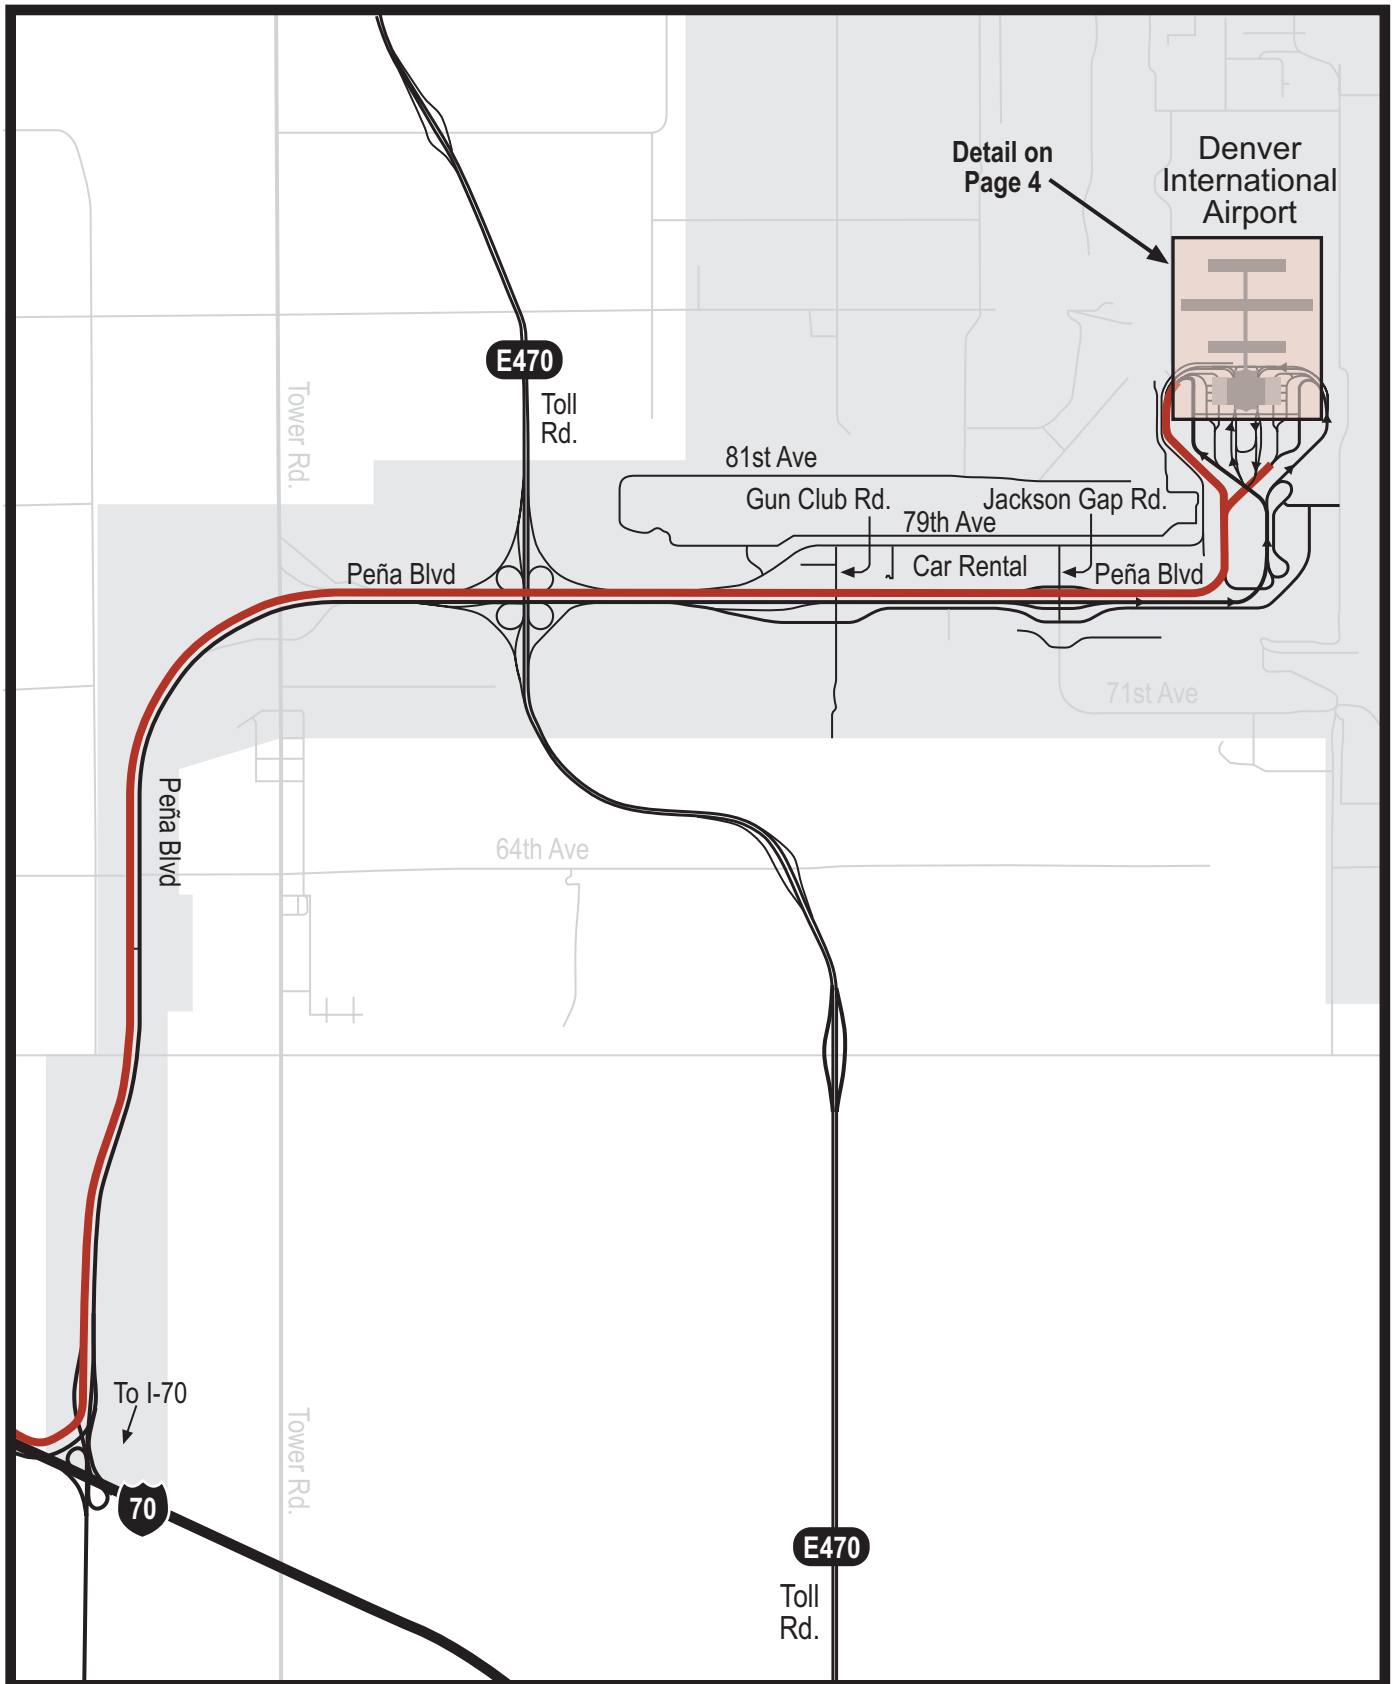 Detail on
Page 4
Denver
International
Airport
E470
Toll
Rd.
Tower Rd.
81st Ave
Gun Club Rd.
Jackson Gap Rd.
79th Ave
Peña Blvd
Car Rental
Peña Blvd
71st Ave
Peña Blvd
64th Ave
To I-70
Tower Rd.
70
E470
Toll
Rd.